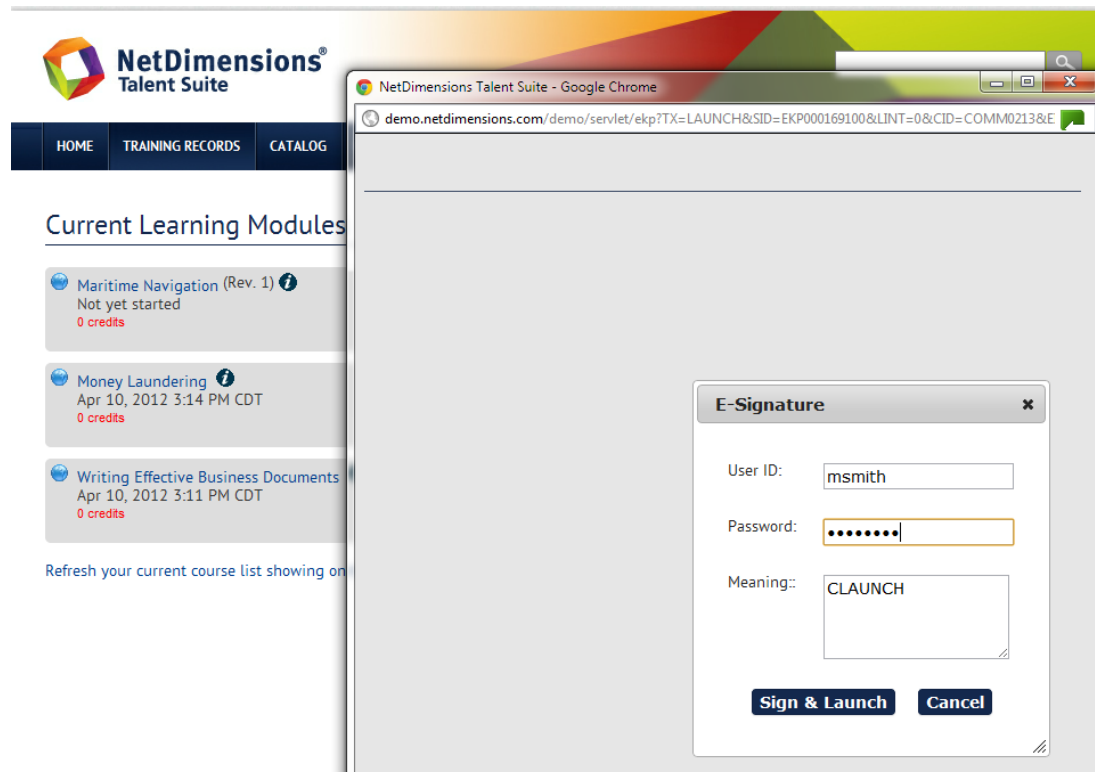 NetDimensions®
Talent Suite
NetDimensions Talent Suite - Google Chrome
demo.netdimensions.com/demo/servlet/ekp?TX=LAUNCH&SID=EKP000169100&LINT=0&CID=COMM0213&E
HOME TRAINING RECORDS CATALOG
Current Learning Modules
Maritime Navigation (Rev. 1) i
Not yet started
0 credits
Money Laundering i
Apr 10, 2012 3:14 PM CDT
0 credits
Writing Effective Business Documents
Apr 10, 2012 3:11 PM CDT
0 credits
Refresh your current course list showing on
E-Signature
User ID: msmith
Password: ••••••••
Meaning:: CLAUNCH
Sign & Launch Cancel